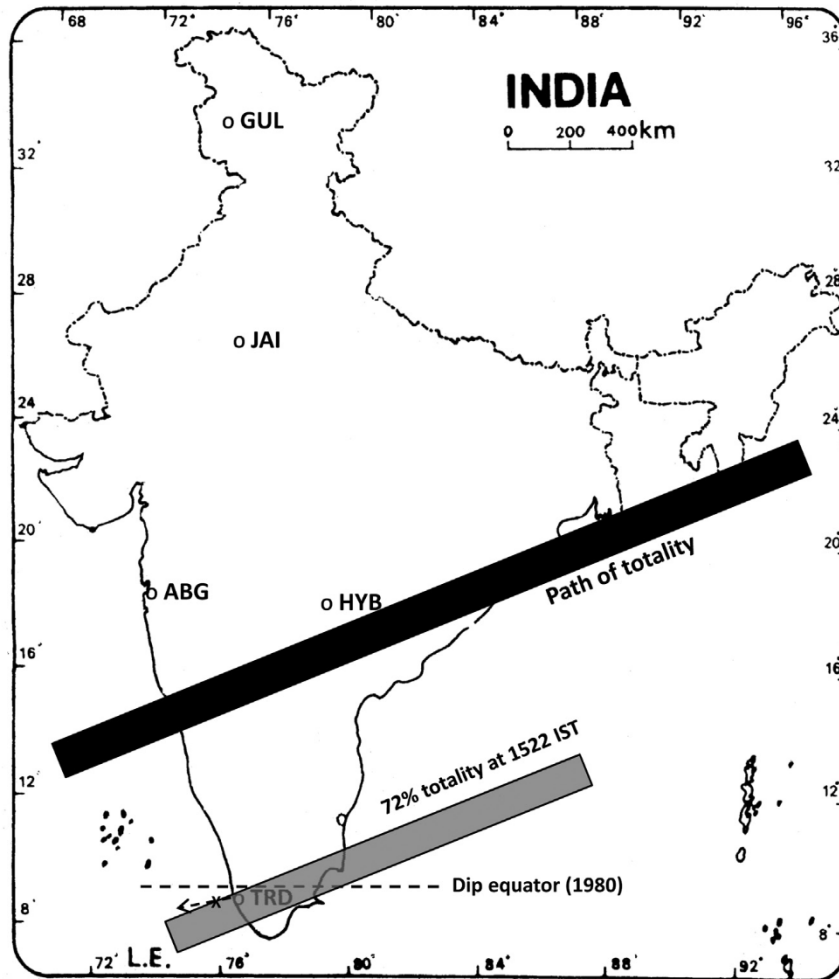 68 72 76 80 84 88 92 96
36 36
INDIA
0 200 400km
GUL
32 32
28 28
JAI
24 24
20 20
Path of totality
ABG
HYB
16 16
72% totality at 1522 IST
12 12
Dip equator (1980)
x TRD
8 8
72 L.E. 76 80 84 88 92